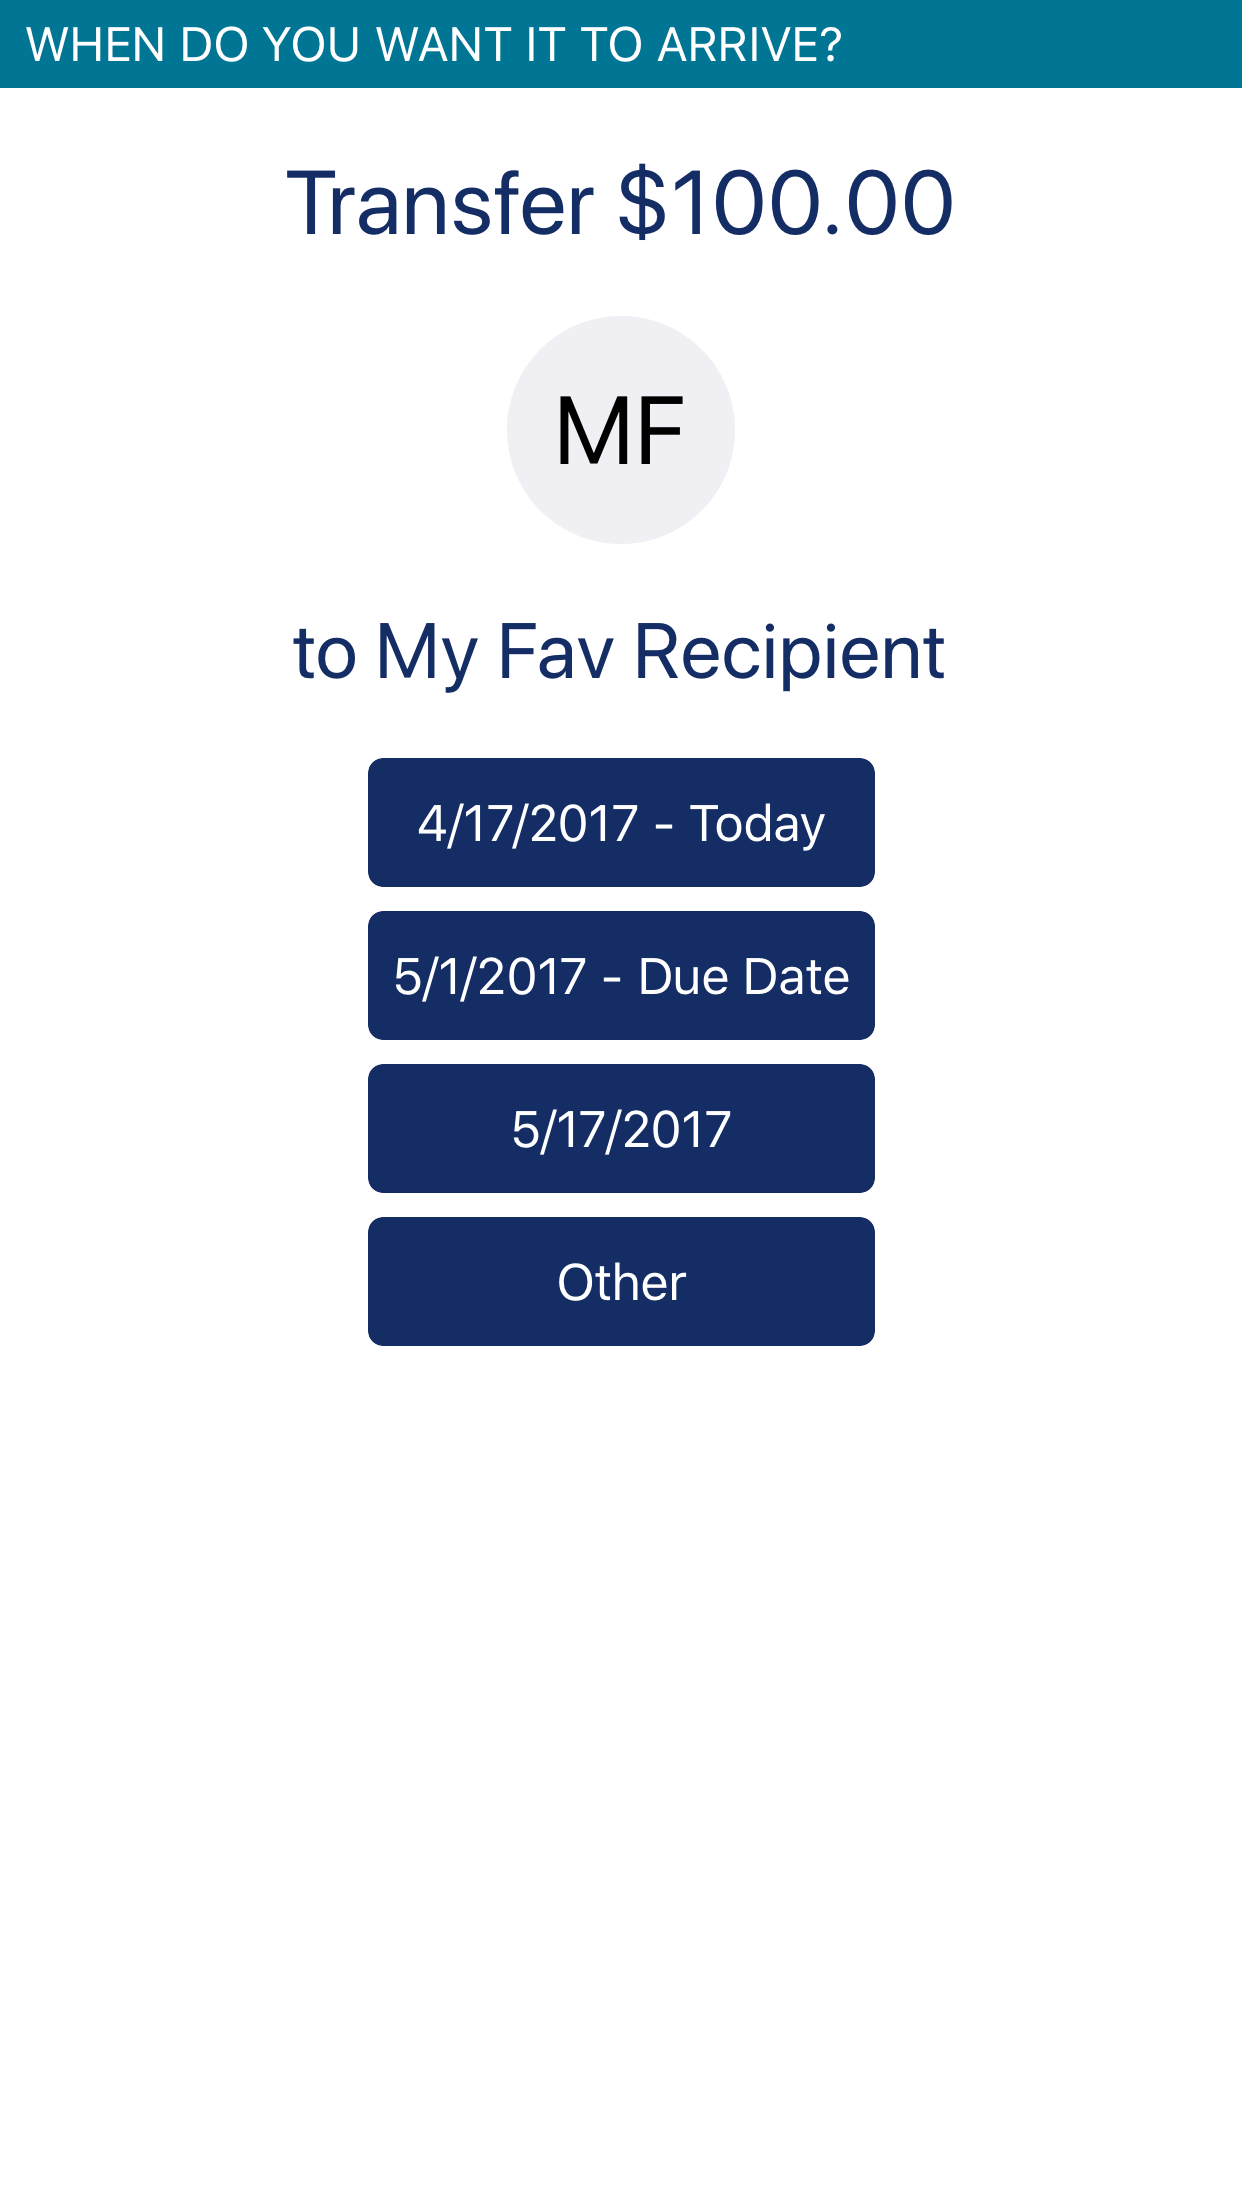 WHEN DO YOU WANT IT TO ARRIVE?
Transfer $100.00
MF
to My Fav Recipient
4/17/2017 - Today
5/1/2017 - Due Date
5/17/2017
Other